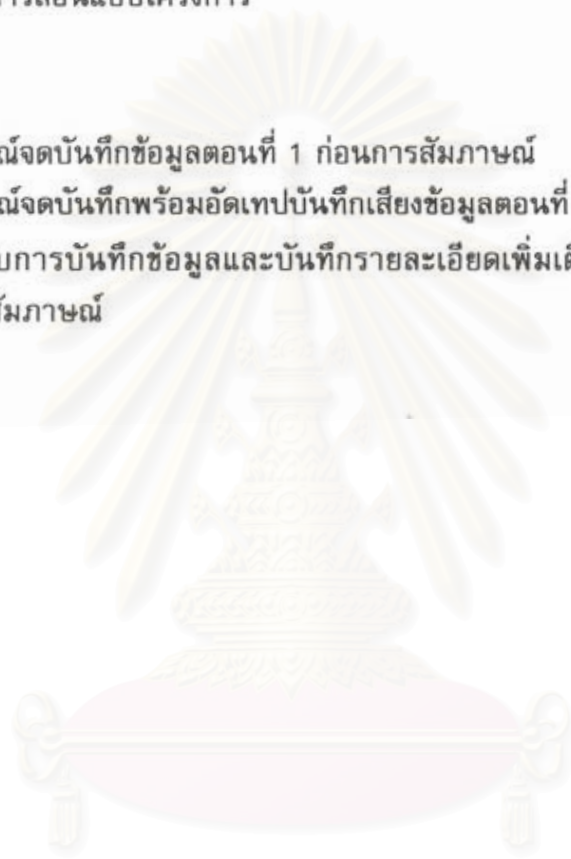 ณ์จดบันทึกข้อมูลตอนที่ 1 ก่อนการสัมภาษณ์
ณ์จดบันทึกพร้อมอัดเทปบันทึกเสียงข้อมูลตอนที่
บการบันทึกข้อมูลและบันทึกรายละเอียดเพิ่มเติ
สัมภาษณ์